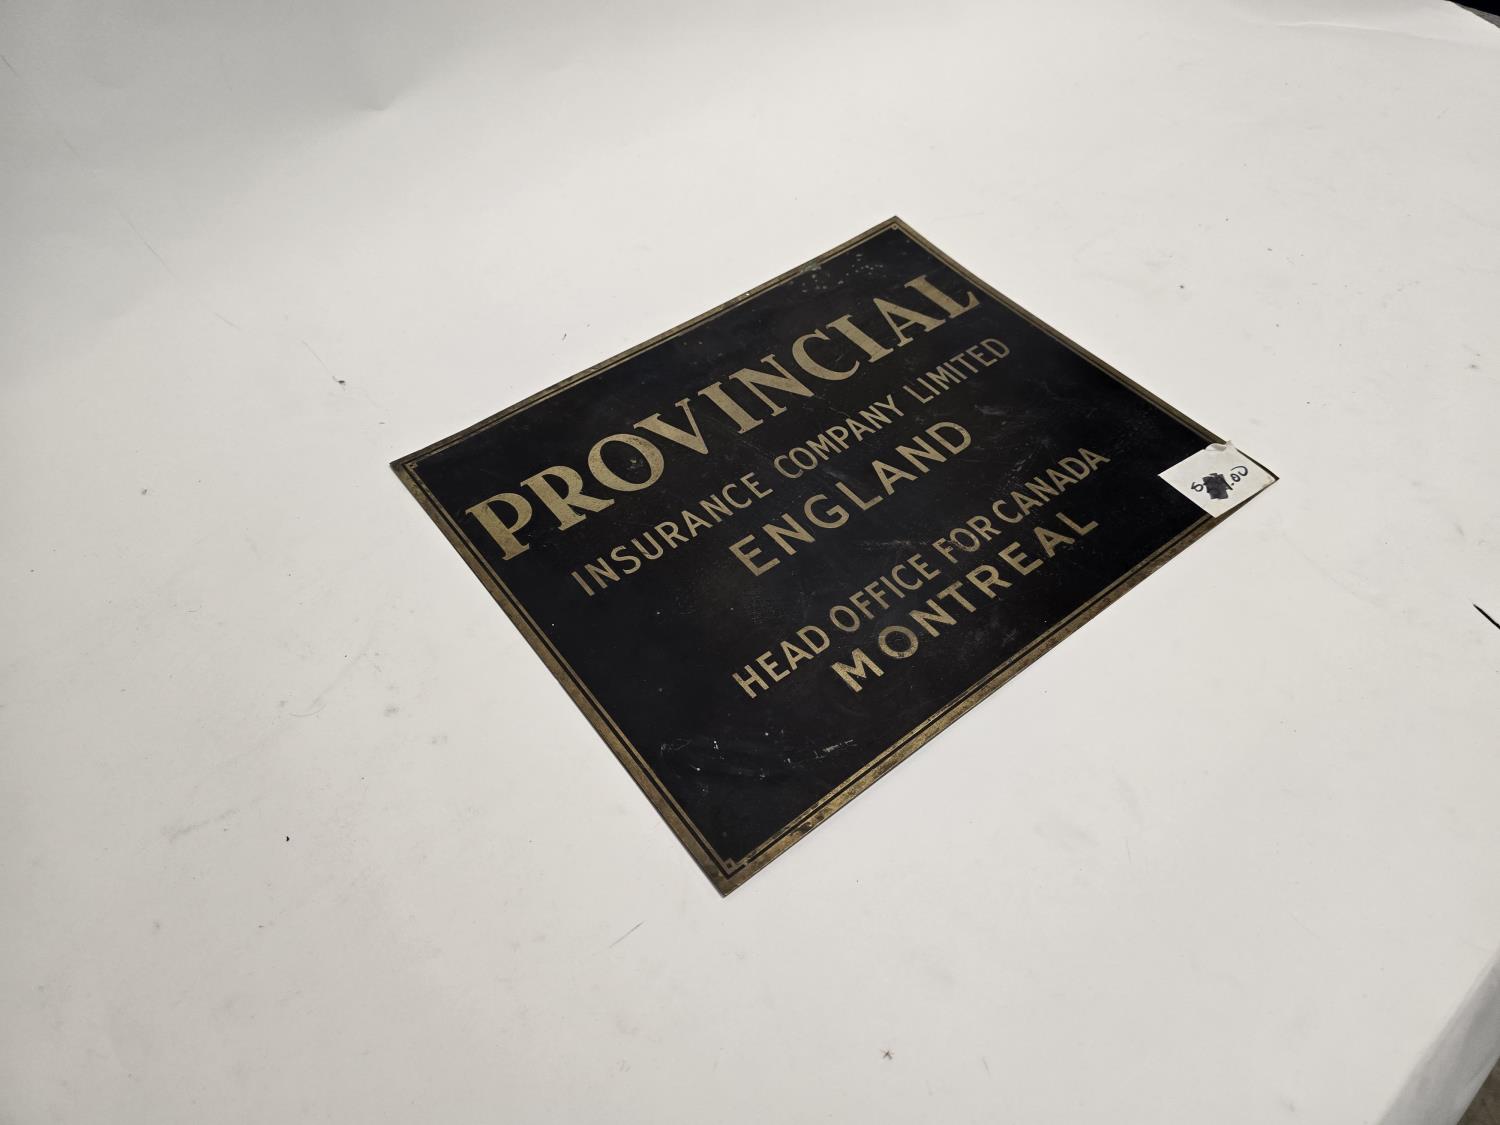 PROVINCIAL
INSURANCE COMPANY LIMITED
ENGLAND
HEAD OFFICE FOR CANADA
MONTREAL